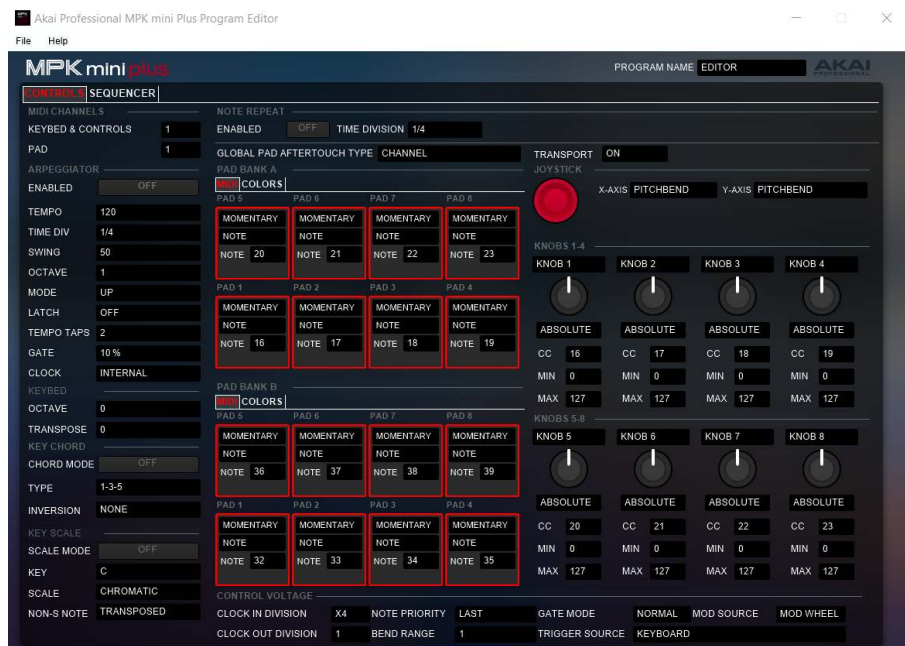 Akai Professional MPK mini Plus Program Editor
File Help
MPK mini plus
PROGRAM NAME EDITOR
AKAI
PROFESSIONAL
CONTROLS SEQUENCER
MIDI CHANNELS
KEYBED & CONTROLS 1
PAD 1
ARPEGGIATOR
ENABLED OFF
TEMPO 120
TIME DIV 1/4
SWING 50
OCTAVE 1
MODE UP
LATCH OFF
TEMPO TAPS 2
GATE 10 %
CLOCK INTERNAL
KEYBED
OCTAVE 0
TRANSPOSE 0
KEY CHORD
CHORD MODE OFF
TYPE 1-3-5
INVERSION NONE
KEY SCALE
SCALE MODE OFF
KEY C
SCALE CHROMATIC
NON-S NOTE TRANSPOSED
NOTE REPEAT
ENABLED OFF TIME DIVISION 1/4
GLOBAL PAD AFTERTOUCH TYPE CHANNEL
PAD BANK A
MIDI COLORS
PAD 5 PAD 6 PAD 7 PAD 8
MOMENTARY MOMENTARY MOMENTARY MOMENTARY
NOTE NOTE NOTE NOTE
NOTE 20 NOTE 21 NOTE 22 NOTE 23
PAD 1 PAD 2 PAD 3 PAD 4
MOMENTARY MOMENTARY MOMENTARY MOMENTARY
NOTE NOTE NOTE NOTE
NOTE 16 NOTE 17 NOTE 18 NOTE 19
PAD BANK B
MIDI COLORS
PAD 5 PAD 6 PAD 7 PAD 8
MOMENTARY MOMENTARY MOMENTARY MOMENTARY
NOTE NOTE NOTE NOTE
NOTE 36 NOTE 37 NOTE 38 NOTE 39
PAD 1 PAD 2 PAD 3 PAD 4
MOMENTARY MOMENTARY MOMENTARY MOMENTARY
NOTE NOTE NOTE NOTE
NOTE 32 NOTE 33 NOTE 34 NOTE 35
TRANSPORT ON
JOYSTICK
X-AXIS PITCHBEND Y-AXIS PITCHBEND
KNOBS 1-4
KNOB 1 KNOB 2 KNOB 3 KNOB 4
ABSOLUTE ABSOLUTE ABSOLUTE ABSOLUTE
CC 16 CC 17 CC 18 CC 19
MIN 0 MIN 0 MIN 0 MIN 0
MAX 127 MAX 127 MAX 127 MAX 127
KNOBS 5-8
KNOB 5 KNOB 6 KNOB 7 KNOB 8
ABSOLUTE ABSOLUTE ABSOLUTE ABSOLUTE
CC 20 CC 21 CC 22 CC 23
MIN 0 MIN 0 MIN 0 MIN 0
MAX 127 MAX 127 MAX 127 MAX 127
CONTROL VOLTAGE
CLOCK IN DIVISION X4 NOTE PRIORITY LAST GATE MODE NORMAL MOD SOURCE MOD WHEEL
CLOCK OUT DIVISION 1 BEND RANGE 1 TRIGGER SOURCE KEYBOARD